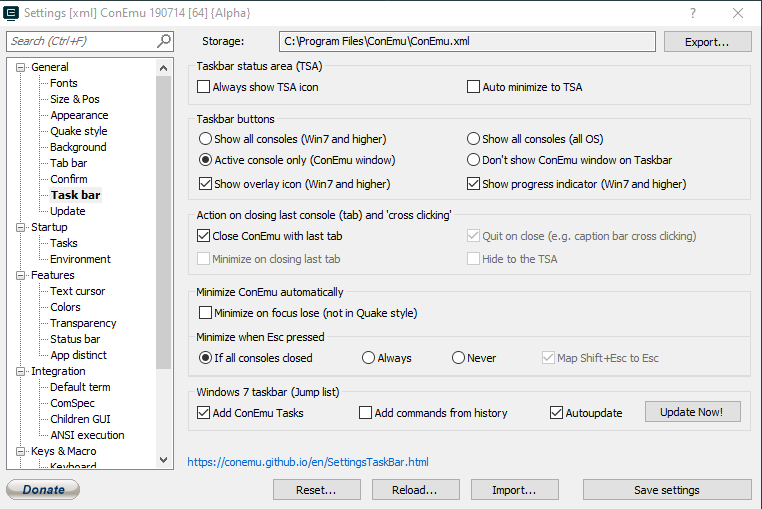 Settings [xml] ConEmu 190714 [64] {Alpha}
?
Search (Ctrl+F)
Storage:
C:\Program Files\ConEmu\ConEmu.xml
Export...
General
Fonts
Size & Pos
Appearance
Quake style
Background
Tab bar
Confirm
Task bar
Update
Startup
Tasks
Environment
Features
Text cursor
Colors
Transparency
Status bar
App distinct
Integration
Default term
ComSpec
Children GUI
ANSI execution
Keys & Macro
Keyboard
Taskbar status area (TSA)
Always show TSA icon
Auto minimize to TSA
Taskbar buttons
Show all consoles (Win7 and higher)
Show all consoles (all OS)
Active console only (ConEmu window)
Don't show ConEmu window on Taskbar
Show overlay icon (Win7 and higher)
Show progress indicator (Win7 and higher)
Action on closing last console (tab) and 'cross clicking'
Close ConEmu with last tab
Quit on close (e.g. caption bar cross clicking)
Minimize on closing last tab
Hide to the TSA
Minimize ConEmu automatically
Minimize on focus lose (not in Quake style)
Minimize when Esc pressed
If all consoles closed
Always
Never
Map Shift+Esc to Esc
Windows 7 taskbar (Jump list)
Add ConEmu Tasks
Add commands from history
Autoupdate
Update Now!
https://conemu.github.io/en/SettingsTaskBar.html
Donate
Reset...
Reload...
Import...
Save settings